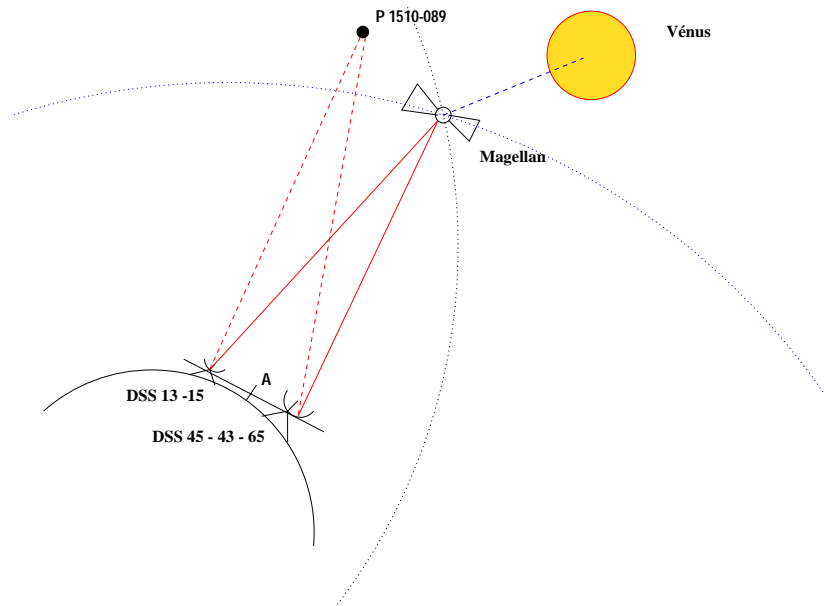 P 1510-089
Vénus
Magellan
A
DSS 13 -15
DSS 45 - 43 - 65